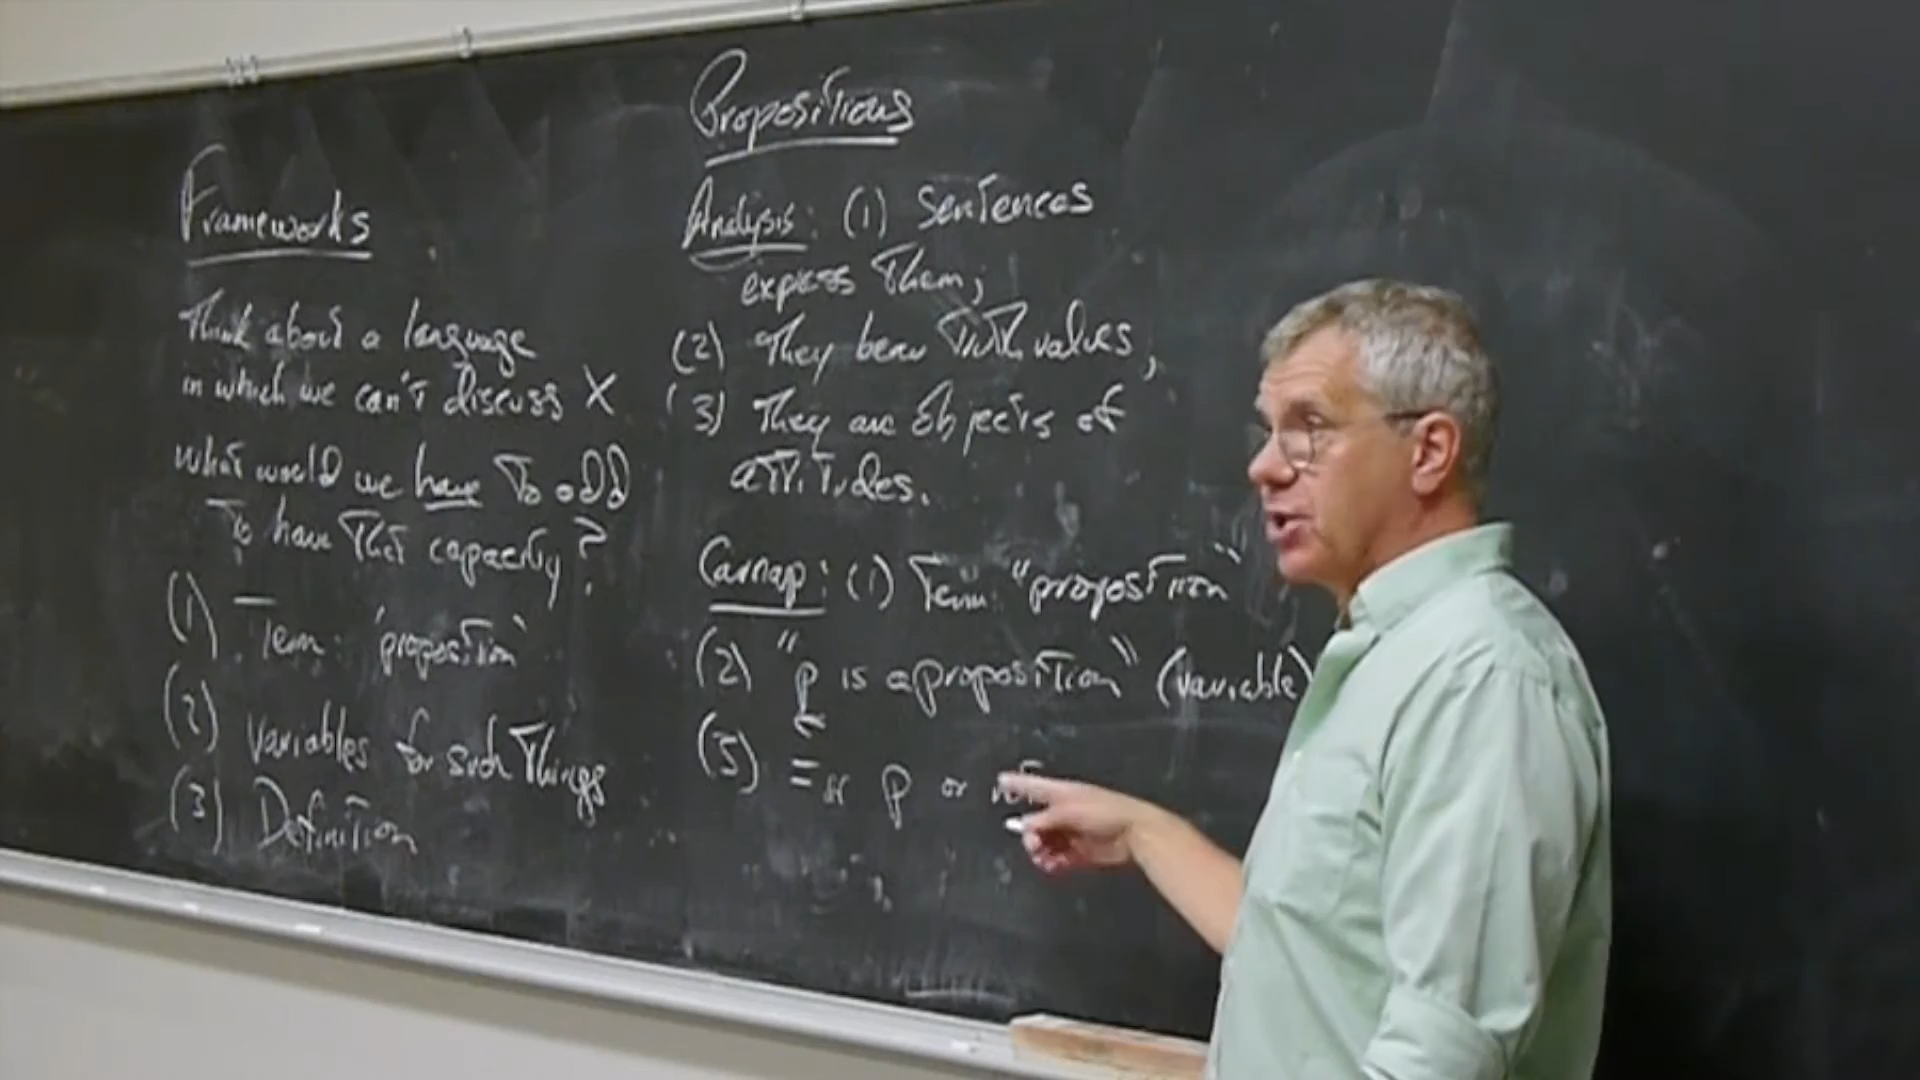 Frameworks
Think about a language
in which we can't discuss X
What would we have to add
to have that capacity?
(1) Term: 'proposition'
(2) variables for such things
(3) Definition
Propositions
Analysis: (1) sentences
express them;
(2) They bear truth values,
(3) They are objects of
attitudes.
Carnap: (1) Term: "proposition"
(2) "p is a proposition" (variable)
(3) =df p or not